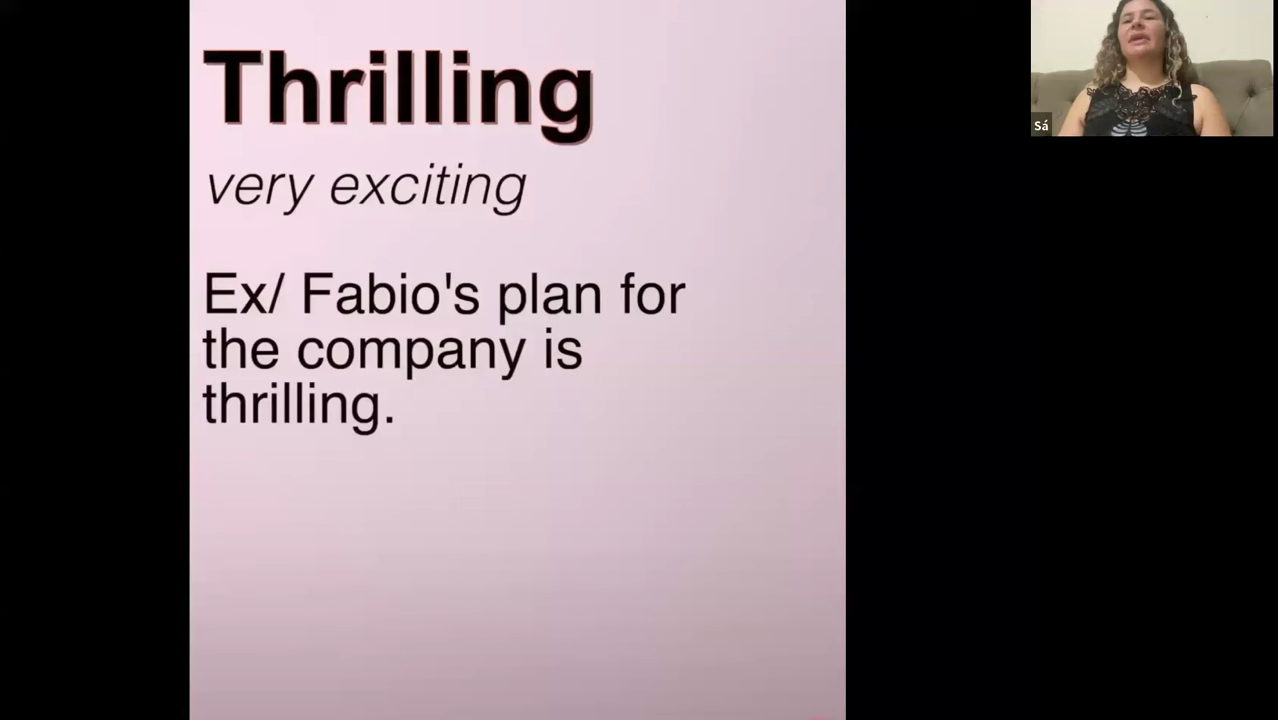 Thrilling
very exciting
Ex/ Fabio's plan for
the company is
thrilling.
Sá